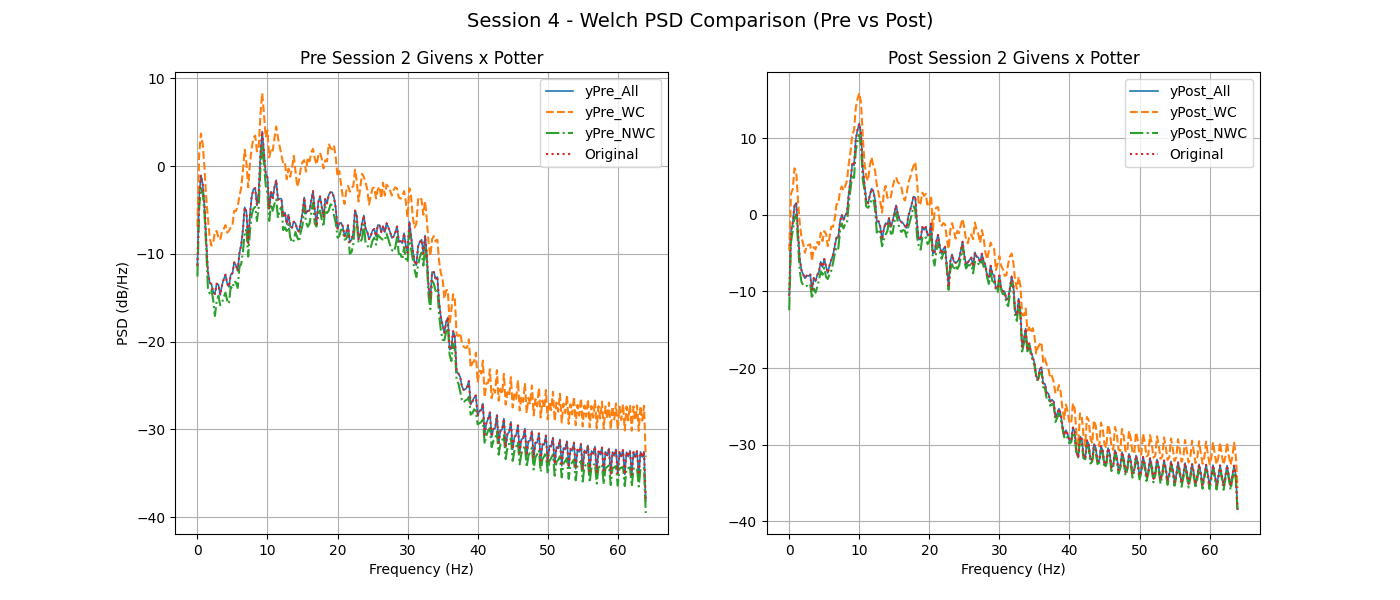 Session 4 - Welch PSD Comparison (Pre vs Post)
Pre Session 2 Givens x Potter
yPre_All
yPre_WC
yPre_NWC
Original
PSD (dB/Hz)
10
0
−10
−20
−30
−40
0 10 20 30 40 50 60
Frequency (Hz)
Post Session 2 Givens x Potter
yPost_All
yPost_WC
yPost_NWC
Original
10
0
−10
−20
−30
−40
0 10 20 30 40 50 60
Frequency (Hz)